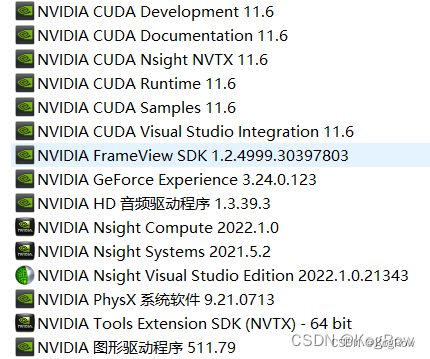 NVIDIA CUDA Development 11.6
NVIDIA CUDA Documentation 11.6
NVIDIA CUDA Nsight NVTX 11.6
NVIDIA CUDA Runtime 11.6
NVIDIA CUDA Samples 11.6
NVIDIA CUDA Visual Studio Integration 11.6
NVIDIA FrameView SDK 1.2.4999.30397803
NVIDIA GeForce Experience 3.24.0.123
NVIDIA HD 音频驱动程序 1.3.39.3
NVIDIA Nsight Compute 2022.1.0
NVIDIA Nsight Systems 2021.5.2
NVIDIA Nsight Visual Studio Edition 2022.1.0.21343
NVIDIA PhysX 系统软件 9.21.0713
NVIDIA Tools Extension SDK (NVTX) - 64 bit
NVIDIA 图形驱动程序 511.79